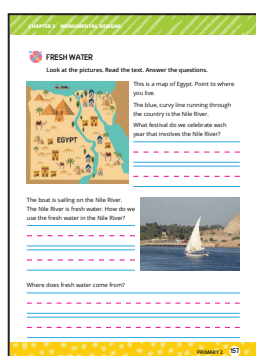 CHAPTER 2 MONUMENTAL DESIGNS
FRESH WATER
Look at the pictures. Read the text. Answer the questions.
This is a map of Egypt. Point to where
you live.
The blue, curvy line running through
the country is the Nile River.
What festival do we celebrate each
year that involves the Nile River?
EGYPT
The boat is sailing on the Nile River.
The Nile River is fresh water. How do we
use the fresh water in the Nile River?
Where does fresh water come from?
PRIMARY 2 157